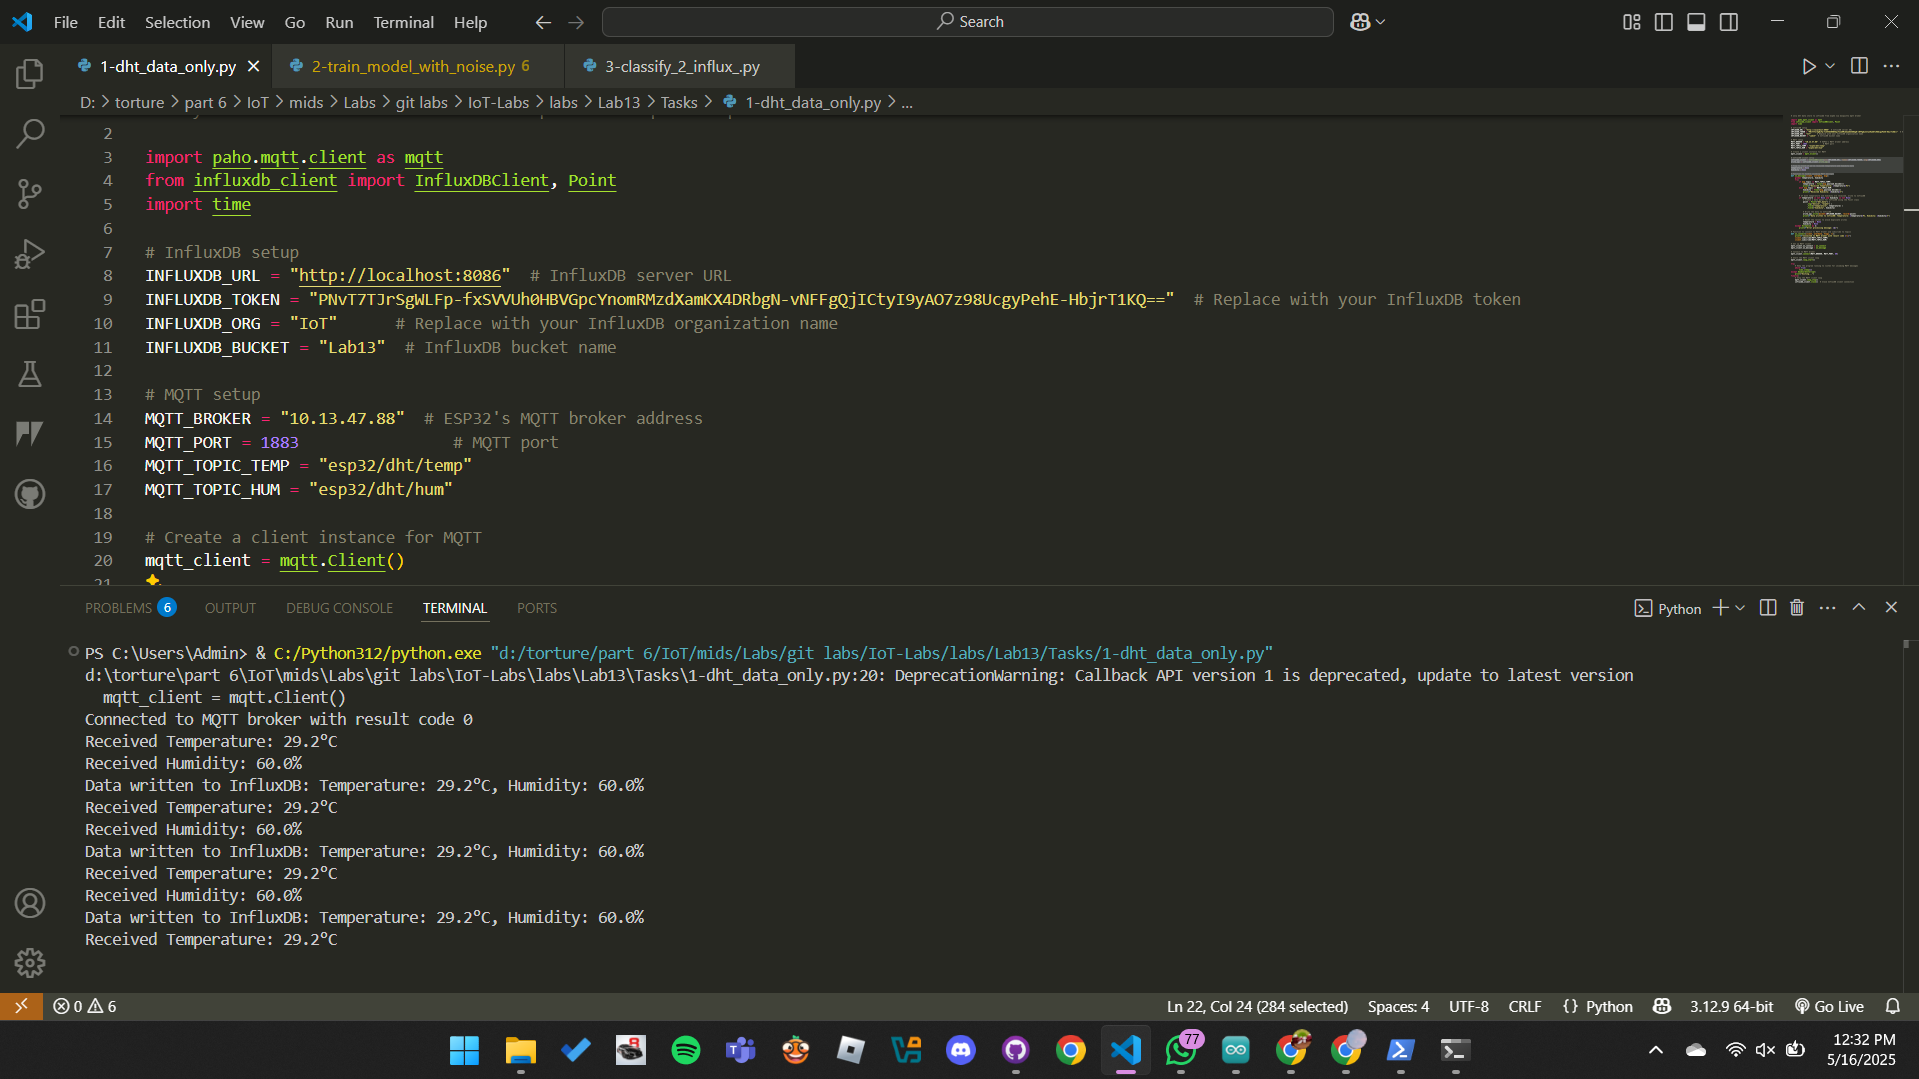 File Edit Selection View Go Run Terminal Help Search
1-dht_data_only.py 2-train_model_with_noise.py 6 3-classify_2_influx_.py
D: > torture > part 6 > IoT > mids > Labs > git labs > IoT-Labs > labs > Lab13 > Tasks > 1-dht_data_only.py > ...
2
3 import paho.mqtt.client as mqtt
4 from influxdb_client import InfluxDBClient, Point
5 import time
6
7 # InfluxDB setup
8 INFLUXDB_URL = "http://localhost:8086" # InfluxDB server URL
9 INFLUXDB_TOKEN = "PNvT7TJrSgWLFp-fxSVVUh0HBVGpcYnomRMzdXamKX4DRbgN-vNFFgQjICtyI9yAO7z98UcgyPehE-HbjrT1KQ==" # Replace with your InfluxDB token
10 INFLUXDB_ORG = "IoT" # Replace with your InfluxDB organization name
11 INFLUXDB_BUCKET = "Lab13" # InfluxDB bucket name
12
13 # MQTT setup
14 MQTT_BROKER = "10.13.47.88" # ESP32's MQTT broker address
15 MQTT_PORT = 1883 # MQTT port
16 MQTT_TOPIC_TEMP = "esp32/dht/temp"
17 MQTT_TOPIC_HUM = "esp32/dht/hum"
18
19 # Create a client instance for MQTT
20 mqtt_client = mqtt.Client()
21
PROBLEMS 6 OUTPUT DEBUG CONSOLE TERMINAL PORTS Python
PS C:\Users\Admin> & C:/Python312/python.exe "d:/torture/part 6/IoT/mids/Labs/git labs/IoT-Labs/labs/Lab13/Tasks/1-dht_data_only.py"
d:\torture\part 6\IoT\mids\Labs\git labs\IoT-Labs\labs\Lab13\Tasks\1-dht_data_only.py:20: DeprecationWarning: Callback API version 1 is deprecated, update to latest version
mqtt_client = mqtt.Client()
Connected to MQTT broker with result code 0
Received Temperature: 29.2°C
Received Humidity: 60.0%
Data written to InfluxDB: Temperature: 29.2°C, Humidity: 60.0%
Received Temperature: 29.2°C
Received Humidity: 60.0%
Data written to InfluxDB: Temperature: 29.2°C, Humidity: 60.0%
Received Temperature: 29.2°C
Received Humidity: 60.0%
Data written to InfluxDB: Temperature: 29.2°C, Humidity: 60.0%
Received Temperature: 29.2°C
0 6 Ln 22, Col 24 (284 selected) Spaces: 4 UTF-8 CRLF {} Python 3.12.9 64-bit Go Live
77 12:32 PM
5/16/2025